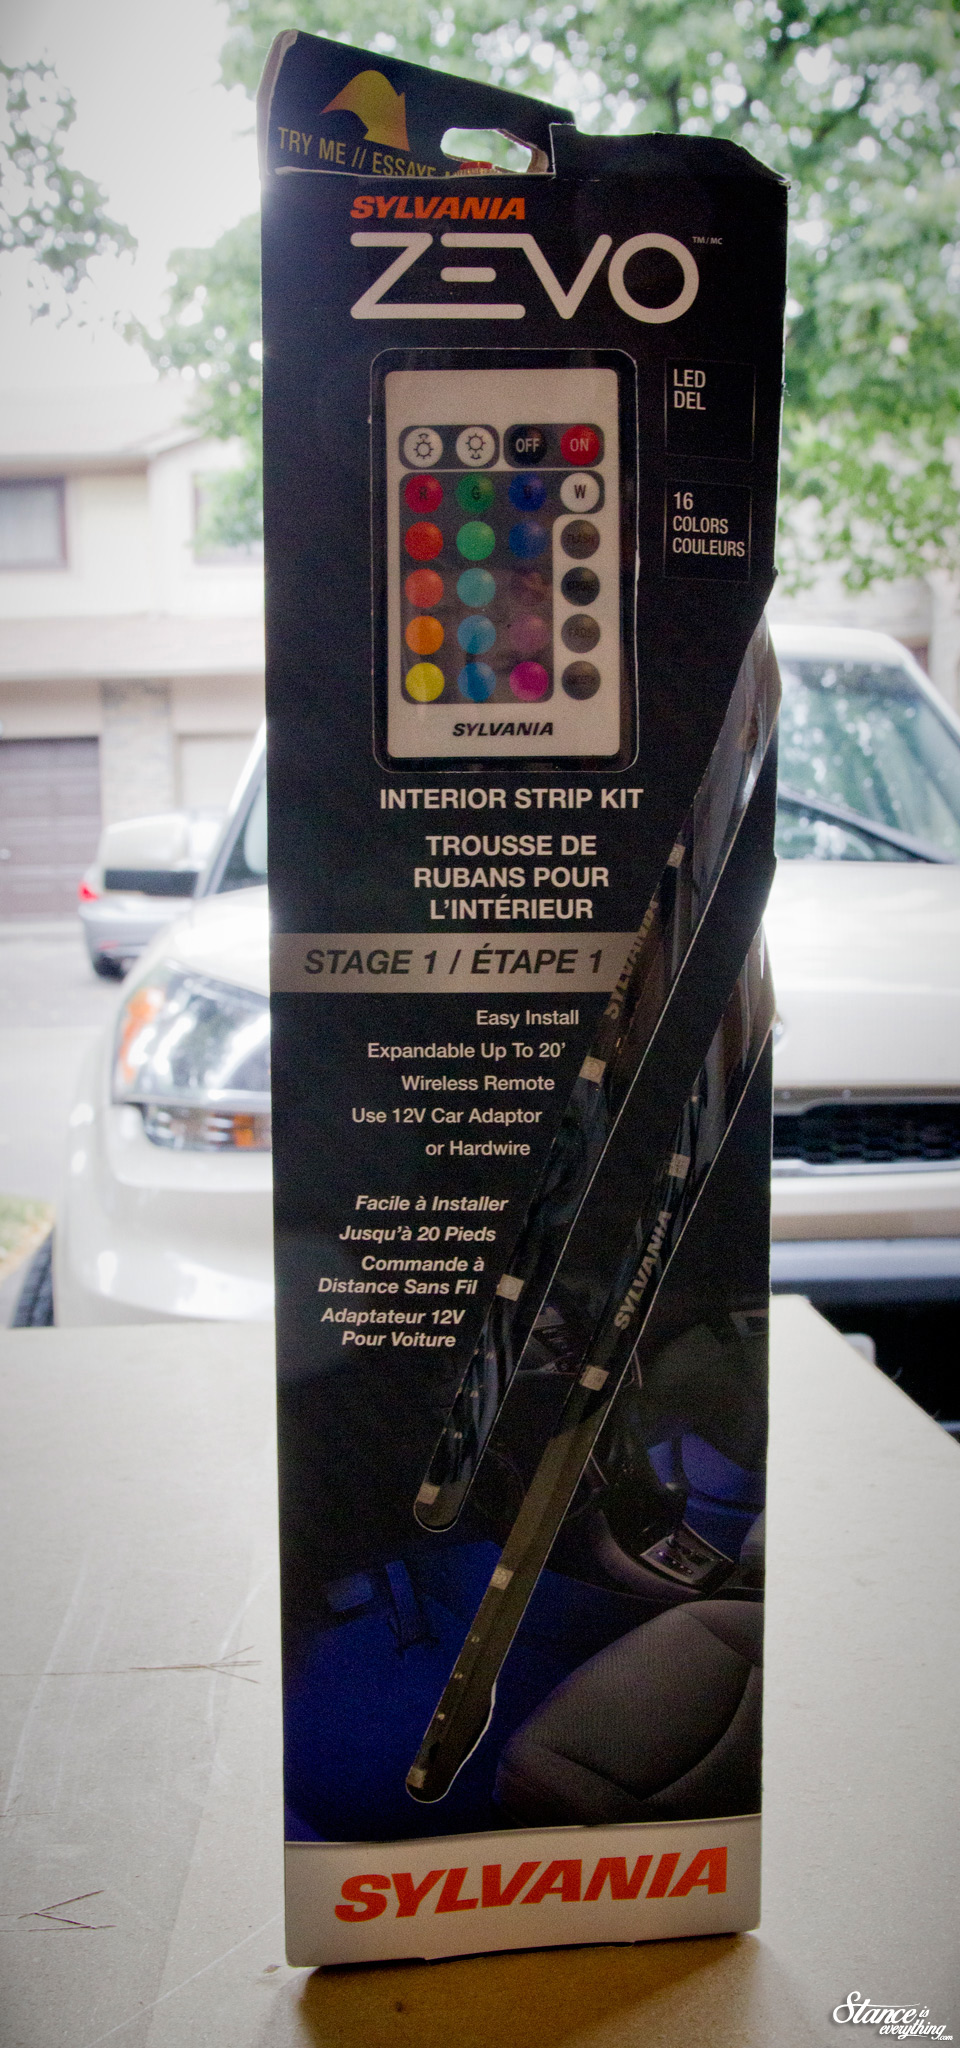 TRY ME // ESSAYE
SYLVANIA
ZEVO TM/MC
LED
DEL
16
COLORS
COULEURS
OFF ON
R G W
FLASH
SYLVANIA
INTERIOR STRIP KIT
TROUSSE DE
RUBANS POUR
L'INTÉRIEUR
STAGE 1 / ÉTAPE 1
Easy Install
Expandable Up To 20'
Wireless Remote
Use 12V Car Adaptor
or Hardwire
Facile à Installer
Jusqu'à 20 Pieds
Commande à
Distance Sans Fil
Adaptateur 12V
Pour Voiture
SYLVANIA
SYLVANIA
SYLVANIA
Stance is
everything.com